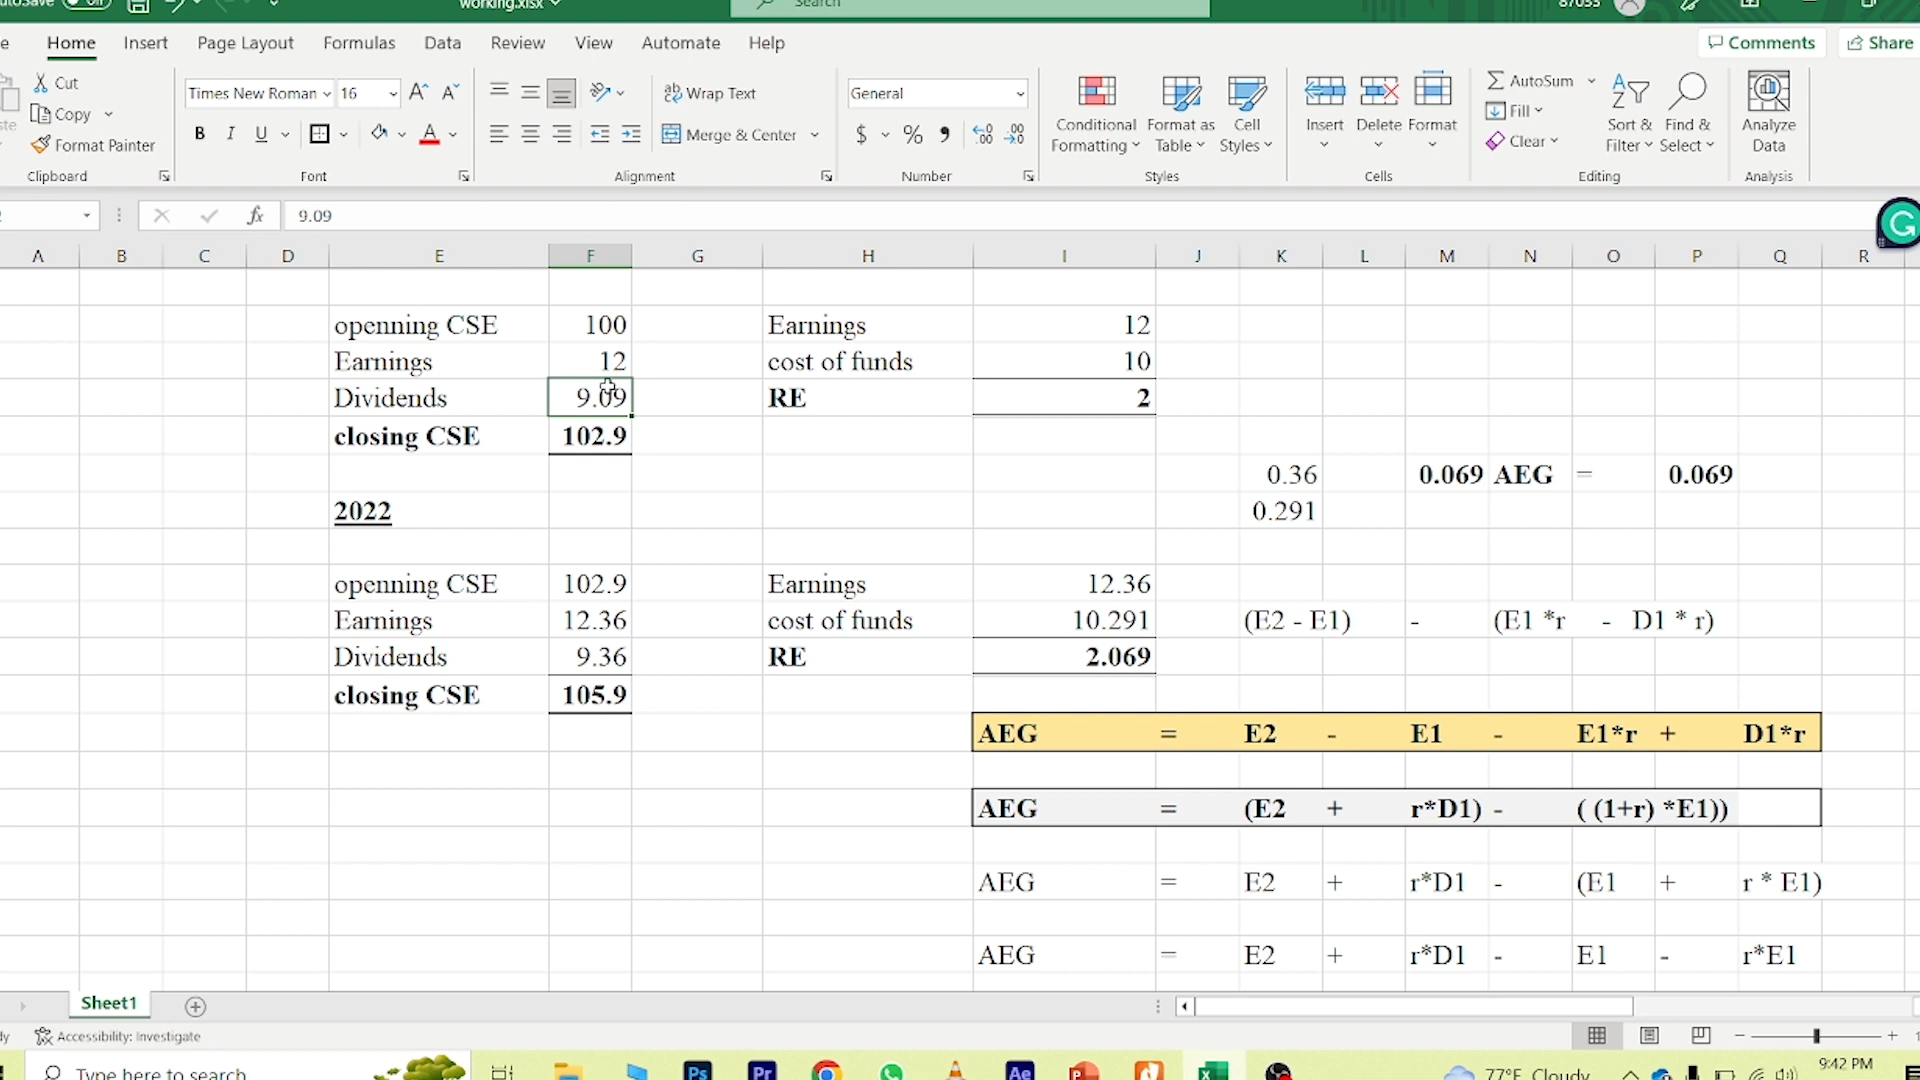 working.xlsx
Search
87033
Home Insert Page Layout Formulas Data Review View Automate Help
Comments Share
Cut
Copy
Format Painter
Clipboard
Times New Roman 16
B I U
Font
Wrap Text
Merge & Center
Alignment
General
$ % ,
Number
Conditional Formatting
Format as Table
Cell Styles
Styles
Insert Delete Format
Cells
AutoSum
Fill
Clear
Sort & Filter
Find & Select
Editing
Analyze Data
Analysis
fx 9.09
A B C D E F G H I J K L M N O P Q R
openning CSE 100 Earnings 12
Earnings 12 cost of funds 10
Dividends 9.09 RE 2
closing CSE 102.9
0.36 0.069 AEG = 0.069
2022 0.291
openning CSE 102.9 Earnings 12.36
Earnings 12.36 cost of funds 10.291 (E2 - E1) - (E1 *r - D1 * r)
Dividends 9.36 RE 2.069
closing CSE 105.9
AEG = E2 - E1 - E1*r + D1*r
AEG = (E2 + r*D1) - ( (1+r) *E1))
AEG = E2 + r*D1 - (E1 + r * E1)
AEG = E2 + r*D1 - E1 - r*E1
Sheet1
Accessibility: Investigate
Type here to search
Ps Pr Ae
77°F Cloudy
9:42 PM